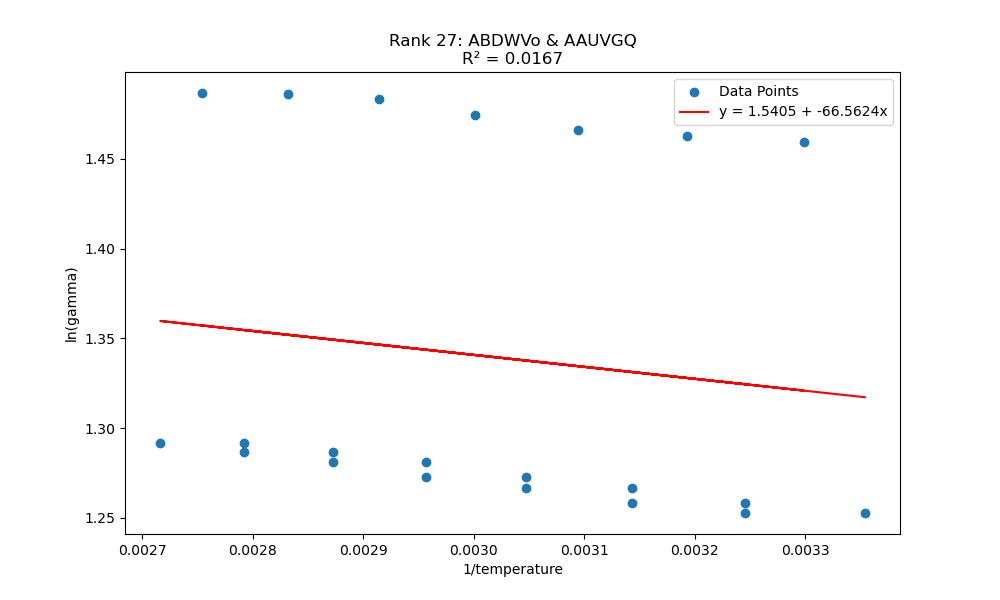 Rank 27: ABDWVo & AAUVGQ
R² = 0.0167
Data Points
y = 1.5405 + -66.5624x
1.45
1.40
1.35
1.30
1.25
ln(gamma)
0.0027 0.0028 0.0029 0.0030 0.0031 0.0032 0.0033
1/temperature